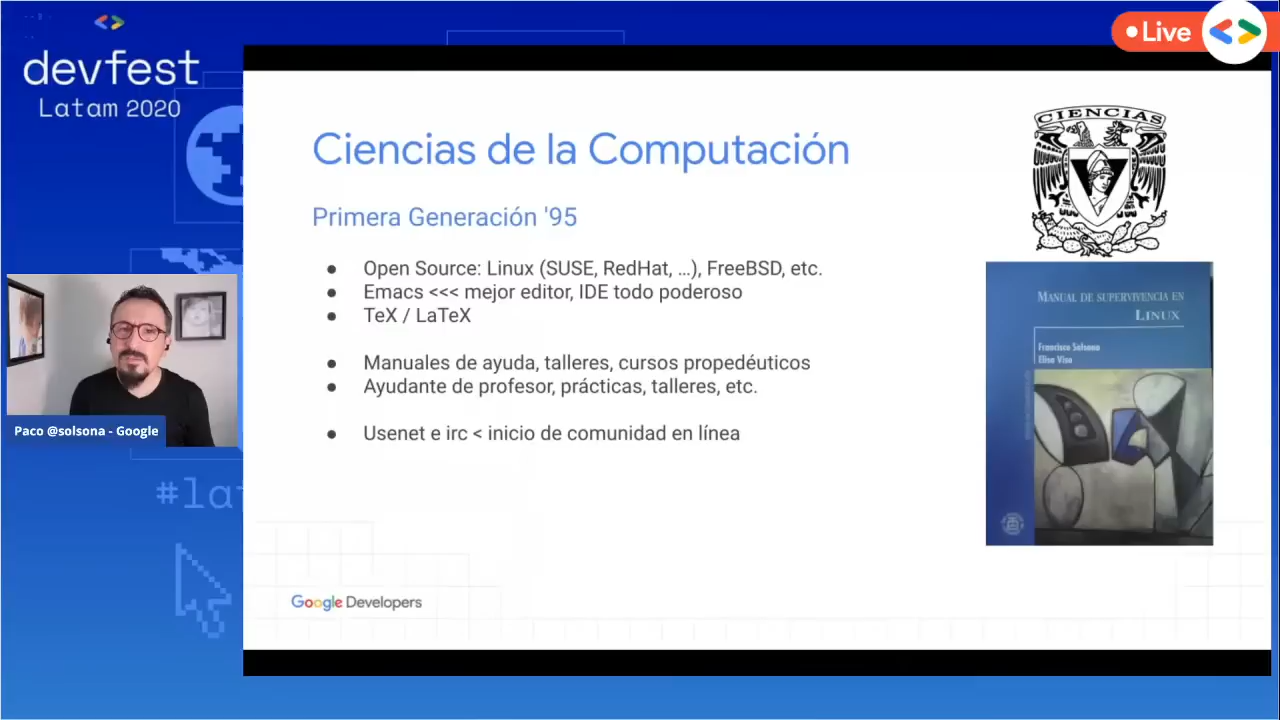 devfest
Latam 2020
Live
Ciencias de la Computación
Primera Generación '95
● Open Source: Linux (SUSE, RedHat, ...), FreeBSD, etc.
● Emacs <<< mejor editor, IDE todo poderoso
● TeX / LaTeX
● Manuales de ayuda, talleres, cursos propedéuticos
● Ayudante de profesor, prácticas, talleres, etc.
● Usenet e irc < inicio de comunidad en línea
CIENCIAS
MANUAL DE SUPERVIVENCIA EN
LINUX
Francisco Solsona
Elisa Viso
Paco @solsona - Google
#la
Google Developers